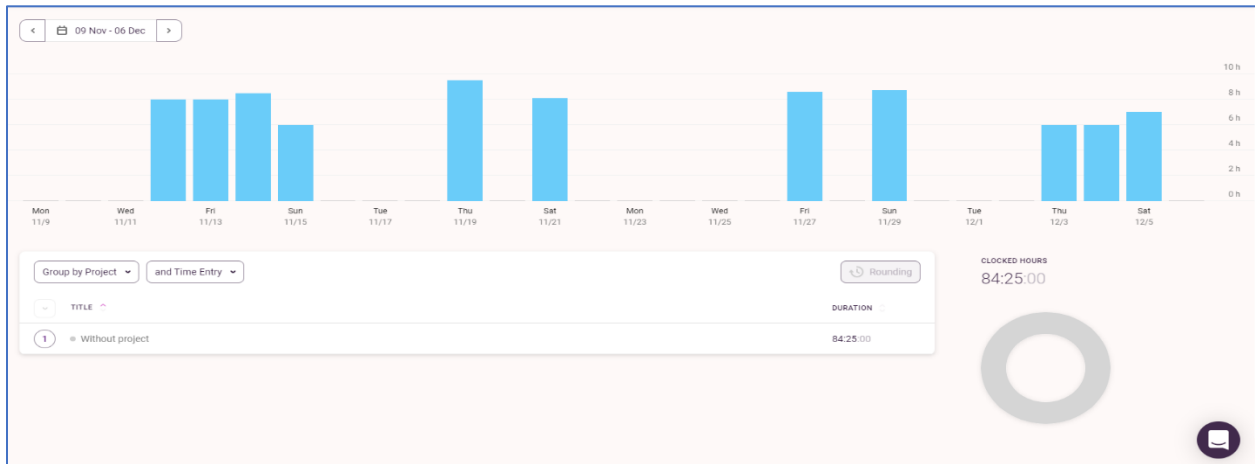 09 Nov - 06 Dec
10 h
8 h
6 h
4 h
2 h
0 h
Mon Wed Fri Sun Tue Thu Sat Mon Wed Fri Sun Tue Thu Sat
11/9 11/11 11/13 11/15 11/17 11/19 11/21 11/23 11/25 11/27 11/29 12/1 12/3 12/5
Group by Project and Time Entry Rounding
TITLE DURATION
1 Without project 84:25:00
CLOCKED HOURS
84:25:00